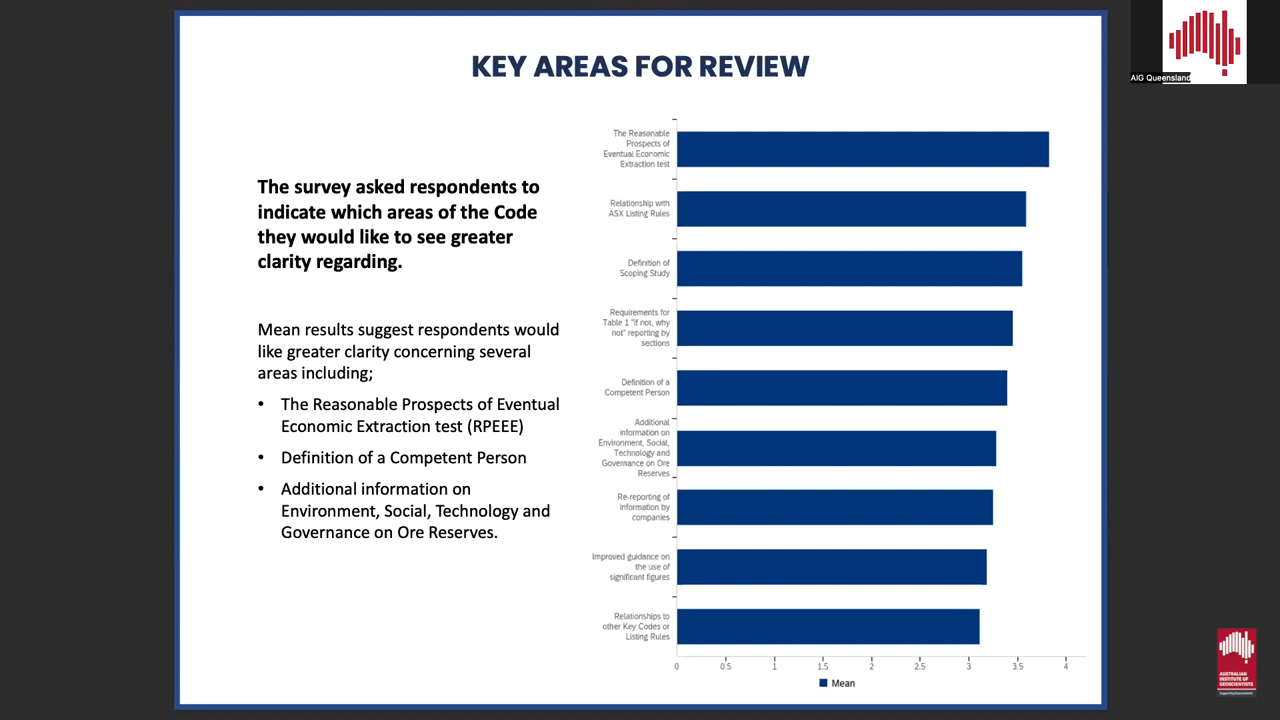 KEY AREAS FOR REVIEW
AIG Queensland
The survey asked respondents to
indicate which areas of the Code
they would like to see greater
clarity regarding.
Mean results suggest respondents would
like greater clarity concerning several
areas including;
• The Reasonable Prospects of Eventual
Economic Extraction test (RPEEE)
• Definition of a Competent Person
• Additional information on
Environment, Social, Technology and
Governance on Ore Reserves.
The Reasonable
Prospects of
Eventual Economic
Extraction test
Relationship with
ASX Listing Rules
Definition of
Scoping Study
Requirements for
Table 1 "if not, why
not" reporting by
sections
Definition of a
Competent Person
Additional
information on
Environment, Social,
Technology and
Governance on Ore
Reserves
Re-reporting of
information by
companies
Improved guidance on
the use of
significant figures
Relationships to
other Key Codes or
Listing Rules
0 0.5 1 1.5 2 2.5 3 3.5 4
Mean
AUSTRALIAN
INSTITUTE OF
GEOSCIENTISTS